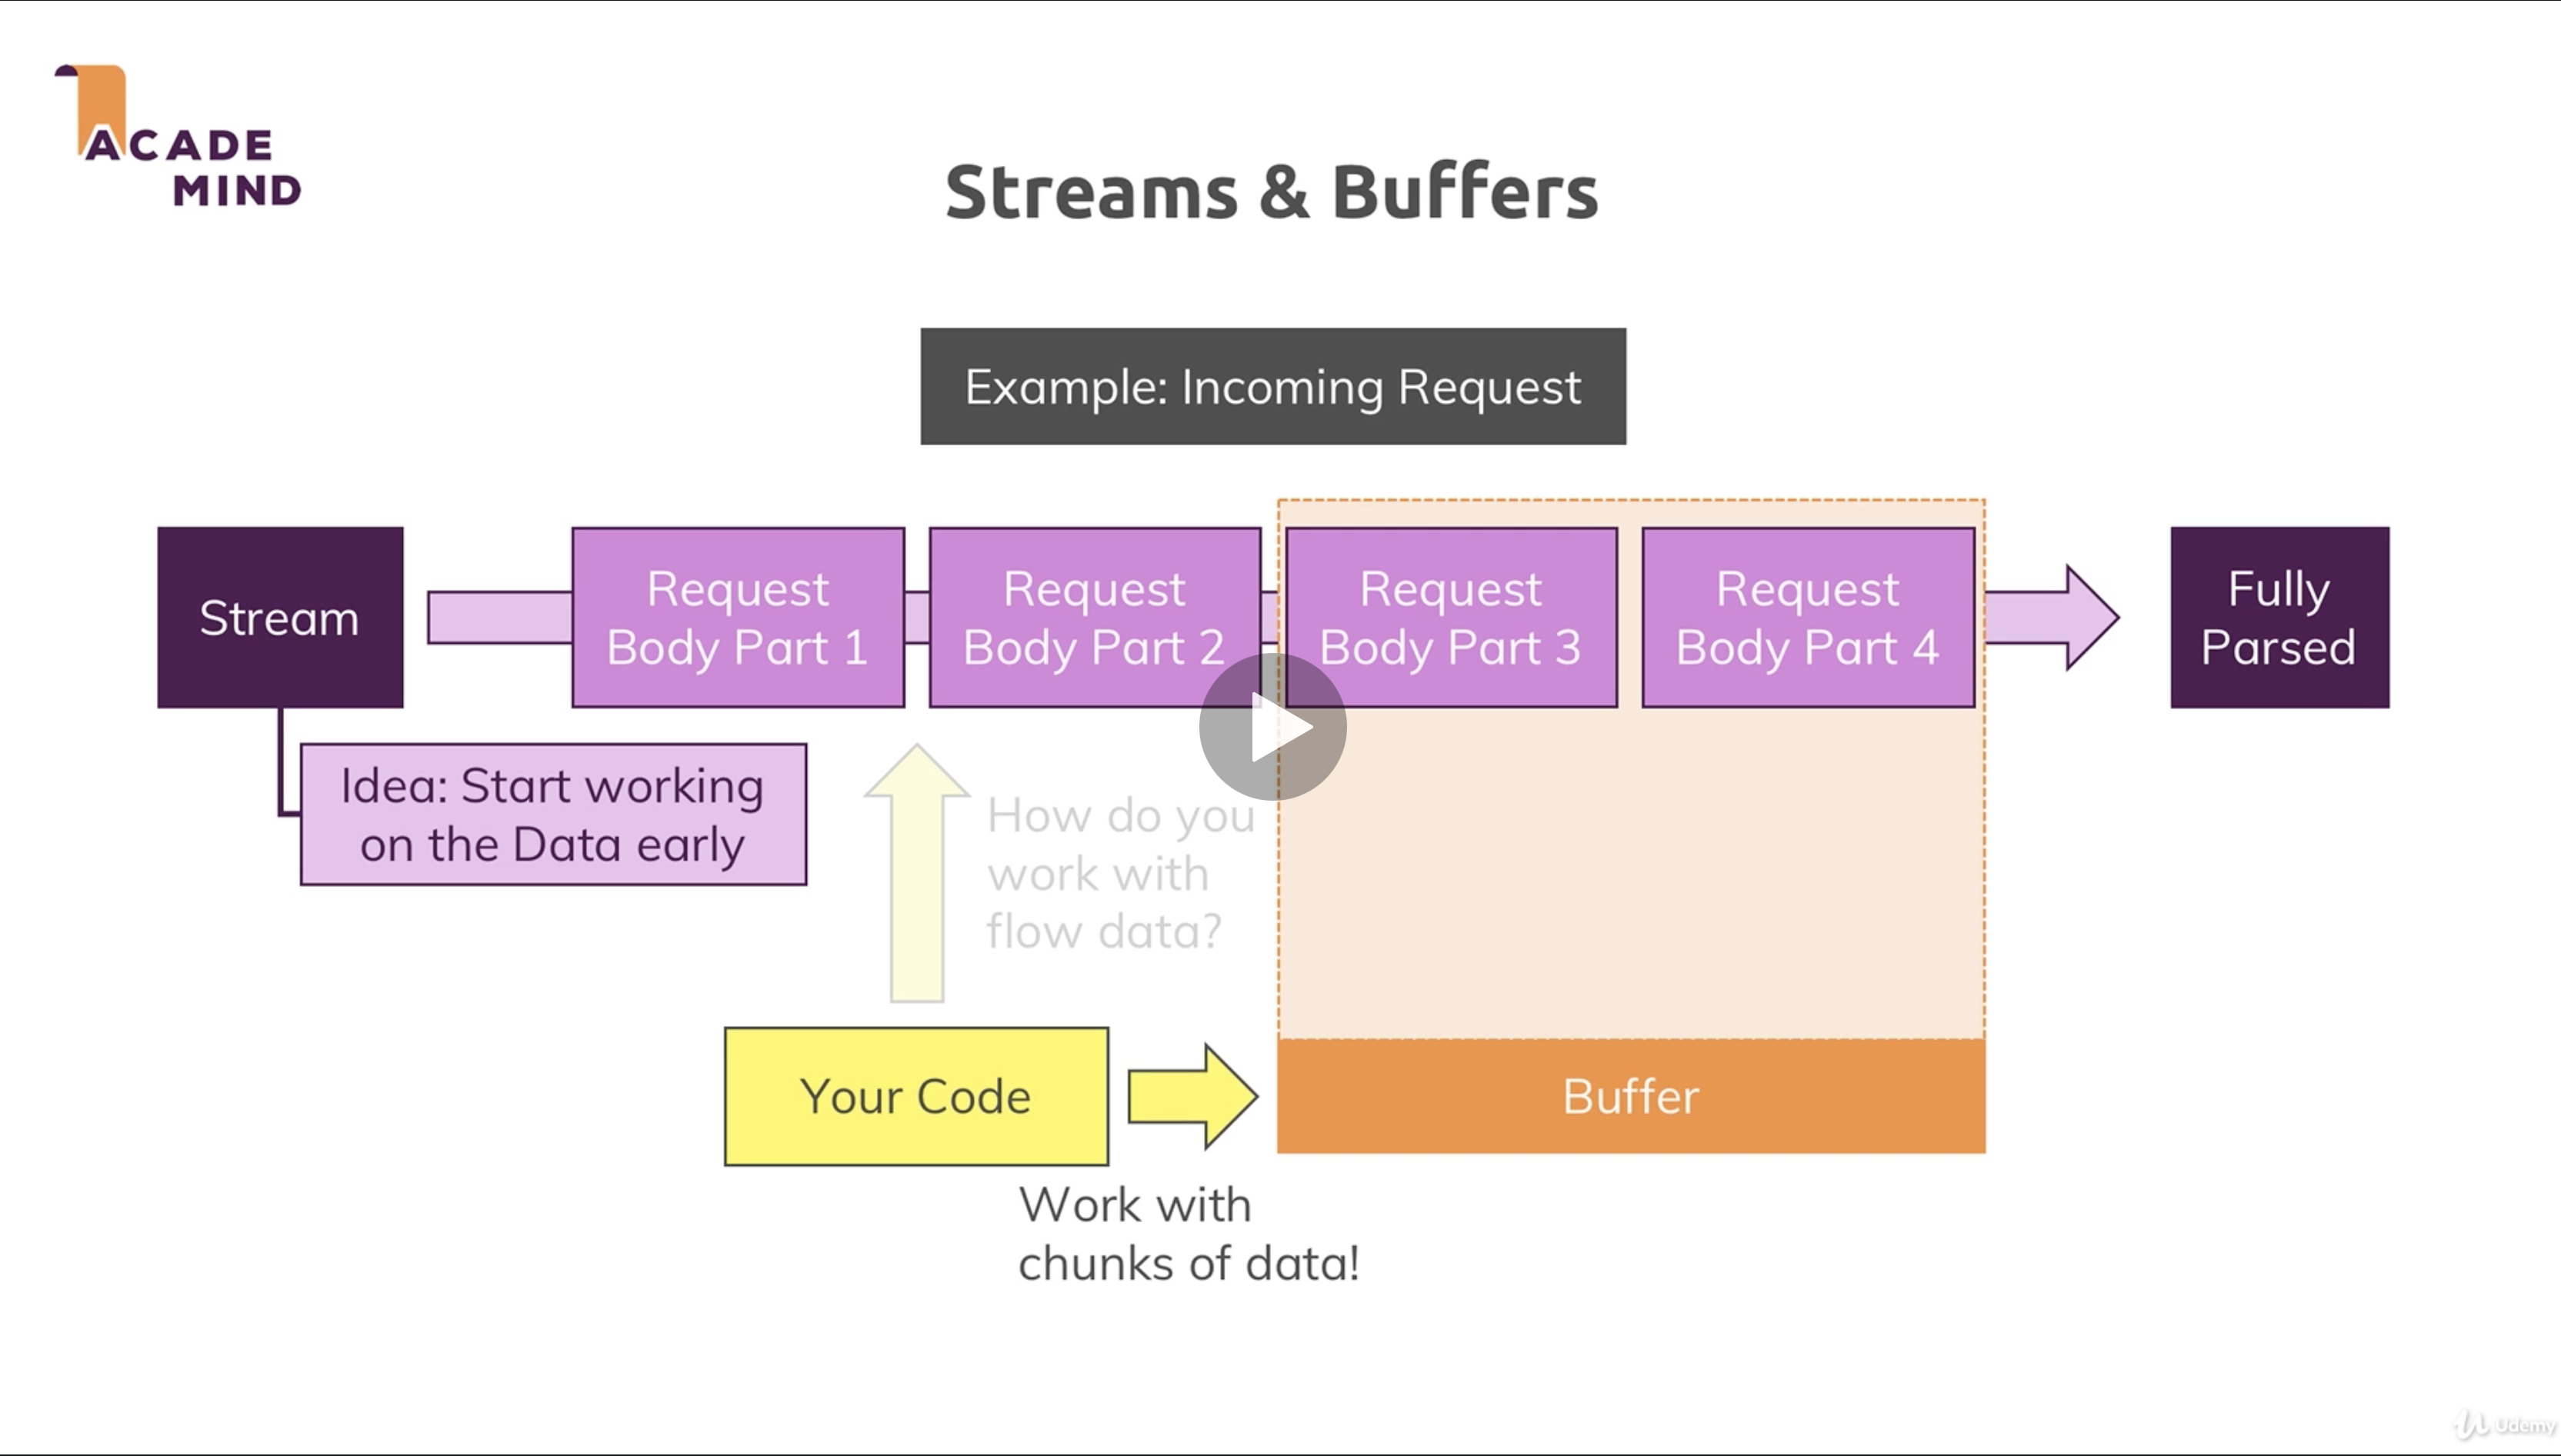 ACADE
MIND
Streams & Buffers
Example: Incoming Request
Stream
Request
Body Part 1
Request
Body Part 2
Request
Body Part 3
Request
Body Part 4
Fully
Parsed
Idea: Start working
on the Data early
How do you
work with
flow data?
Your Code
Buffer
Work with
chunks of data!
Udemy